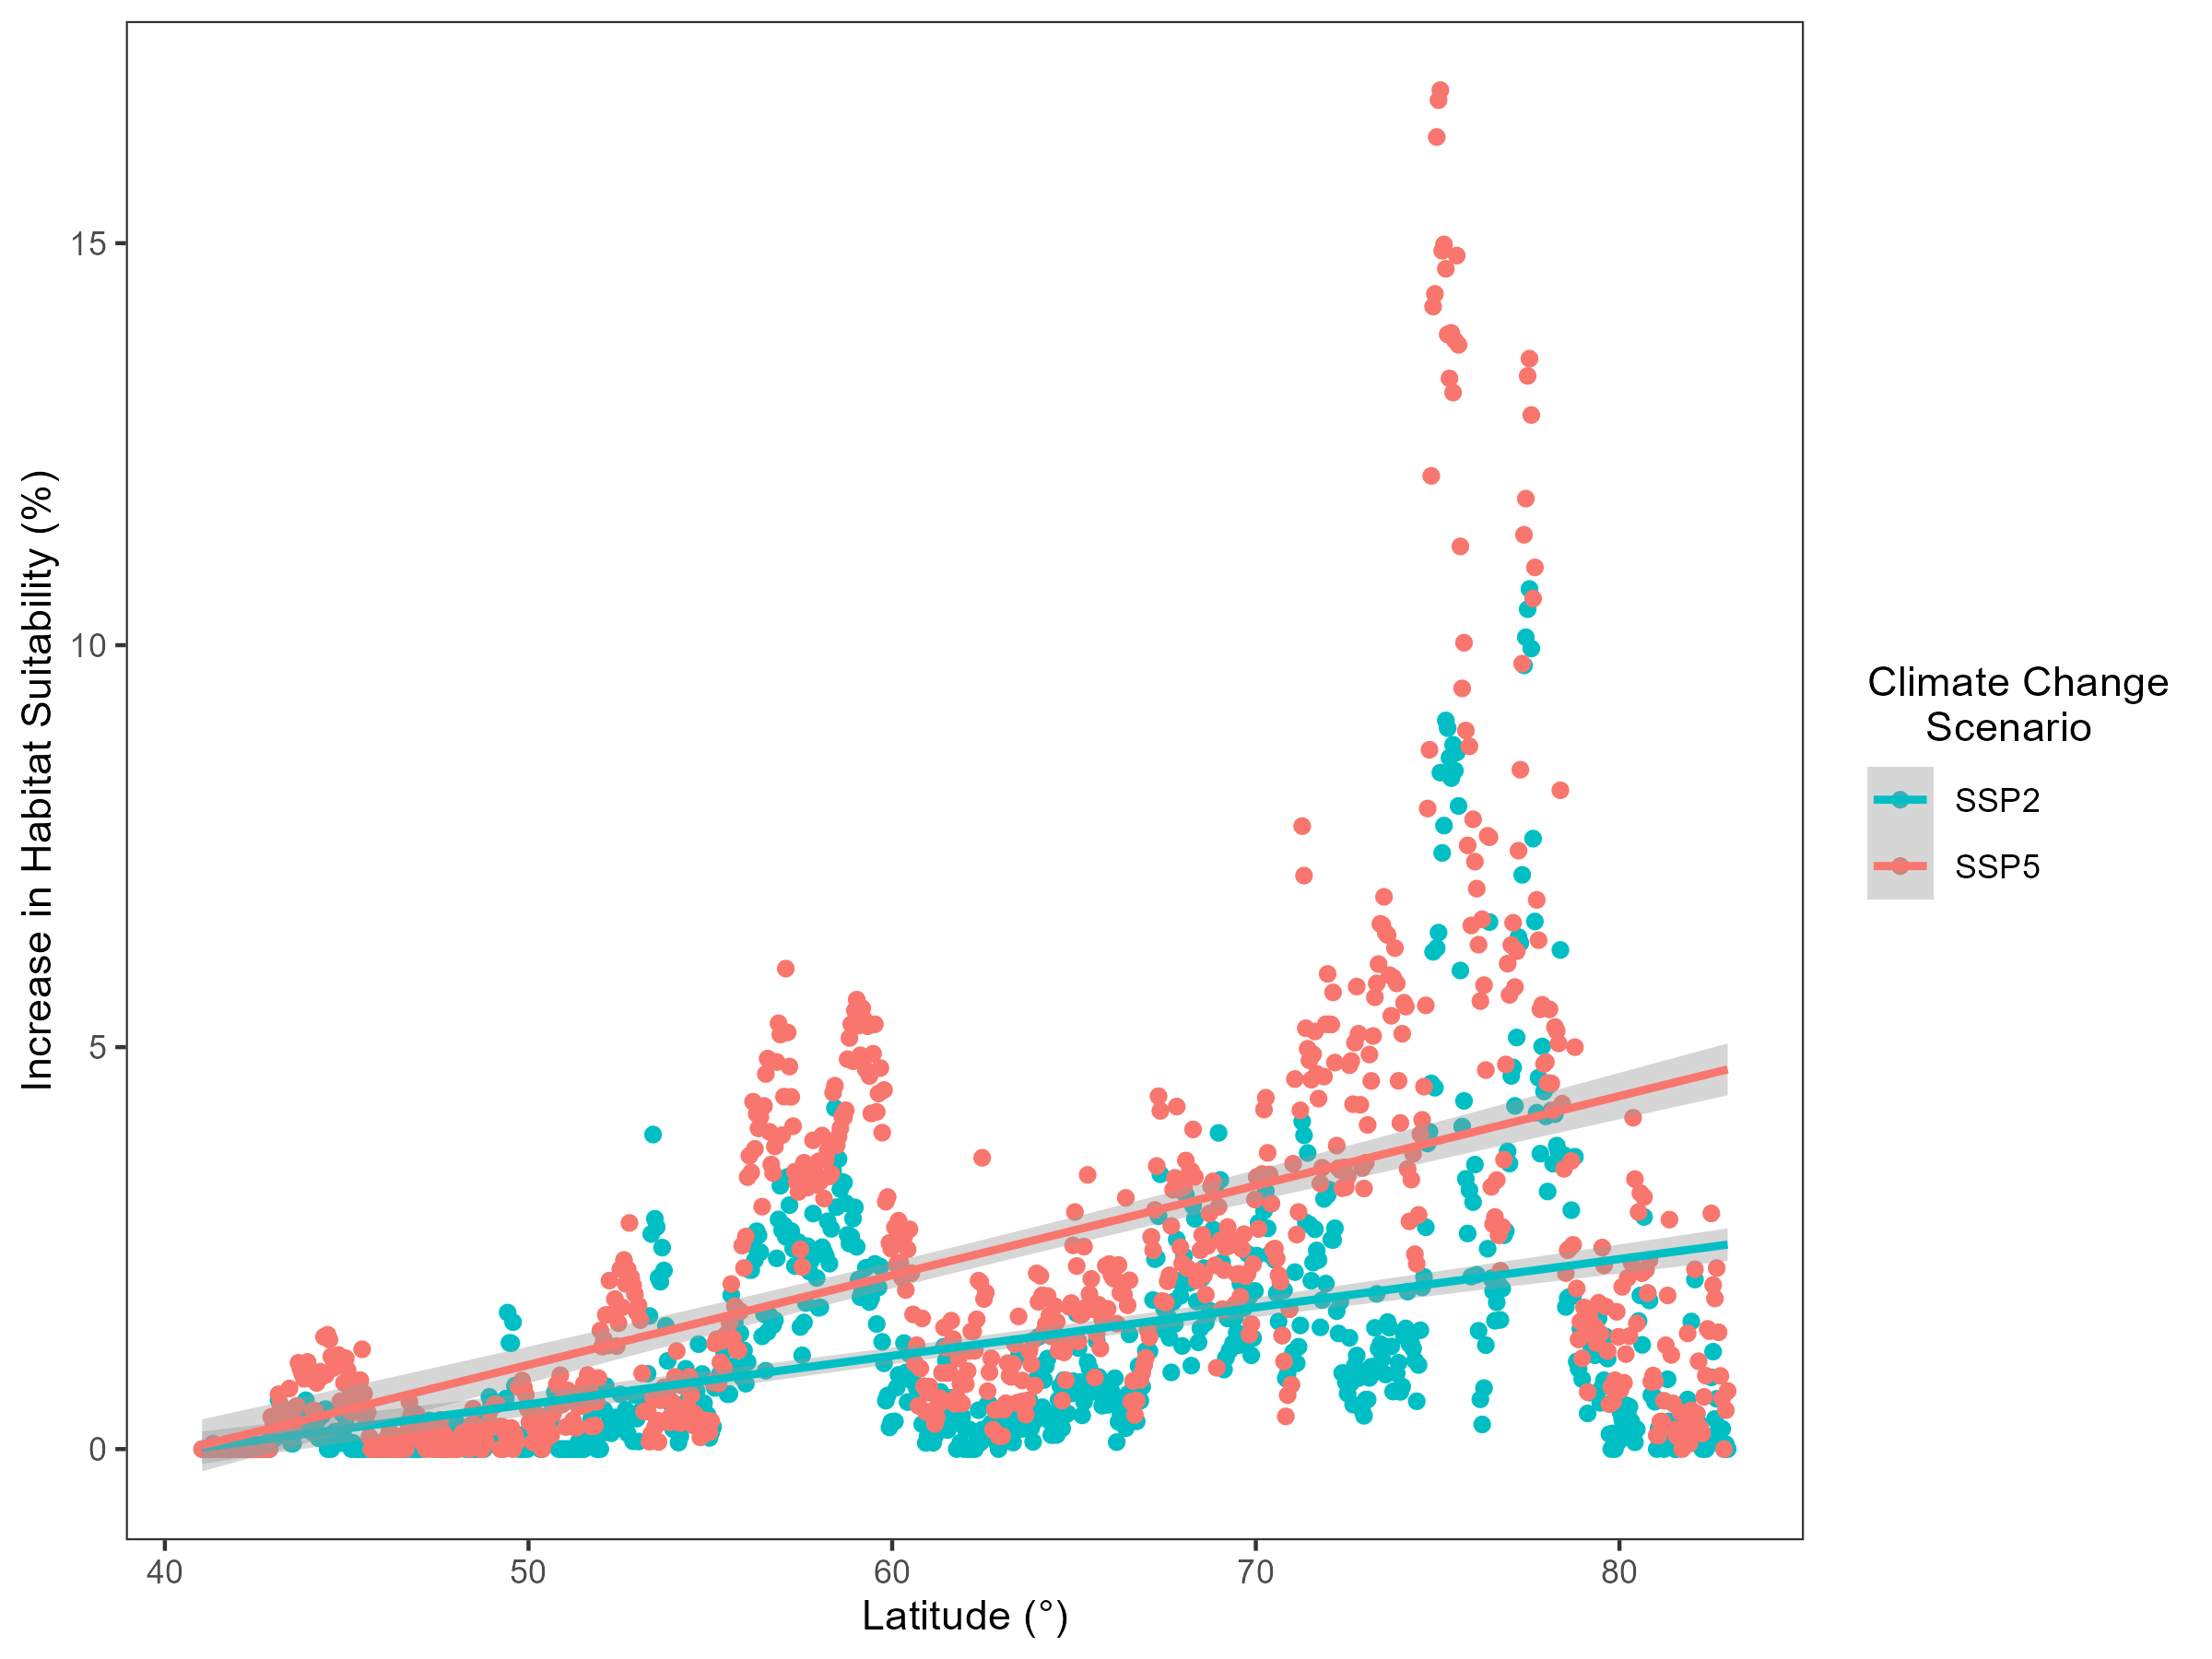 Increase in Habitat Suitability (%)
15
10
5
0
40 50 60 70 80
Latitude (°)
Climate Change
Scenario
SSP2
SSP5